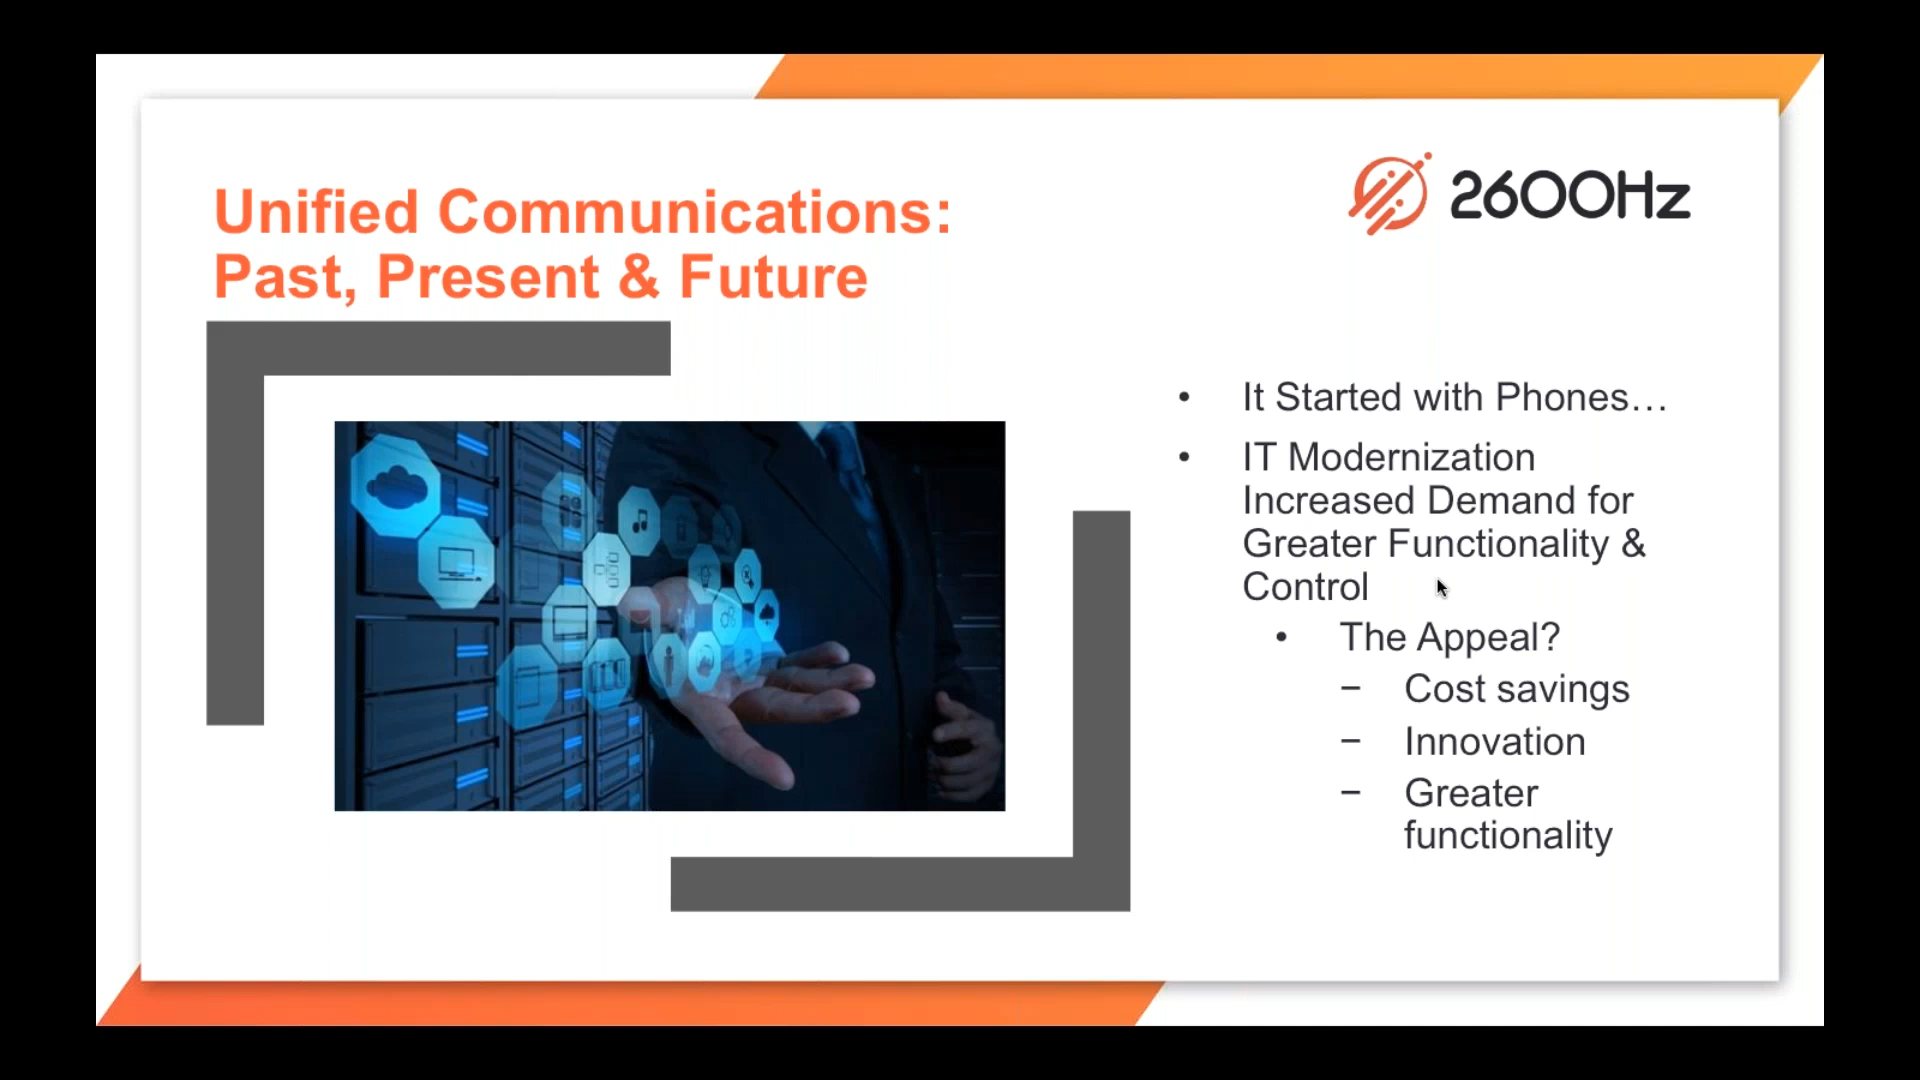 Unified Communications:
Past, Present & Future
2600Hz
• It Started with Phones…
• IT Modernization
Increased Demand for
Greater Functionality &
Control
• The Appeal?
– Cost savings
– Innovation
– Greater
functionality